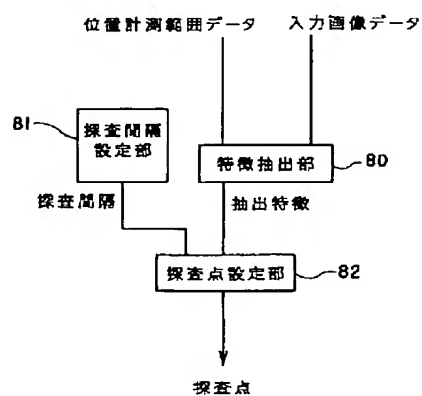 位置計測範囲データ
入力画像データ
81
探査間隔
設定部
特徴抽出部
80
探査間隔
抽出特徴
探査点設定部
82
探査点